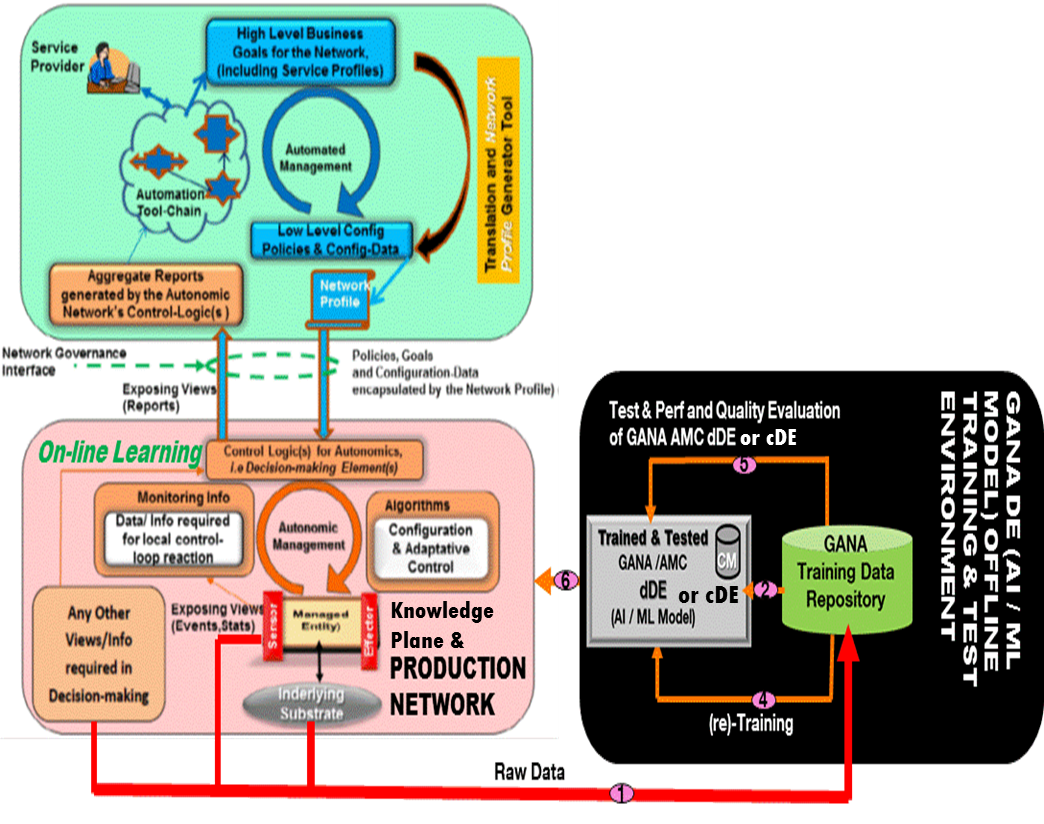 High Level Business
Goals for the Network,
(Including Service Profiles)
Service
Provider
Automated
Management
Automation
Tool-Chain
Translation and Network
Profile Generator Tool
Low Level Config
Policies & Config-Data
Aggregate Reports
generated by the Autonomic
Network's Control-Logic(s )
Network
Profile
Network Governance
Interface
Exposing Views
(Reports)
Policies, Goals
and Configuration-Data
encapsulated by the Network Profile)
On-line Learning
Control Logic(s) for Autonomics,
i.e Decision-making Element(s)
Monitoring Info
Data/ Info required
for local control-
loop reaction
Autonomic
Management
Algorithms
Configuration
& Adaptative
Control
Any Other
Views/Info
required in
Decision-making
Exposing Views
(Events,Stats)
Sensor
Managed
Entity)
Effector
Knowledge
Plane &
PRODUCTION
NETWORK
Inderlying
Substrate
Raw Data
1
GANA DE (AI / ML
MODEL) OFFLINE
TRAINING & TEST
ENVIRONMENT
Test & Perf and Quality Evaluation
of GANA AMC dDE or cDE
5
Trained & Tested
GANA /AMC
dDE or cDE
(AI / ML Model)
CM
2
GANA
Training Data
Repository
6
4
(re)-Training